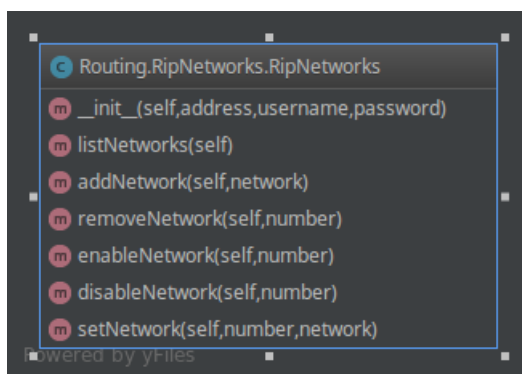 C Routing.RipNetworks.RipNetworks
m __init__(self,address,username,password)
m listNetworks(self)
m addNetwork(self,network)
m removeNetwork(self,number)
m enableNetwork(self,number)
m disableNetwork(self,number)
m setNetwork(self,number,network)
Powered by yFiles